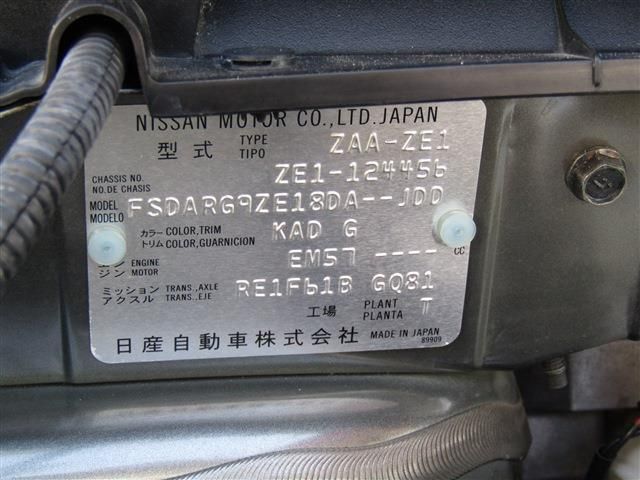 NISSAN MOTOR CO.,LTD.JAPAN
型式 TYPE TIPO ZAA-ZE1
CHASSIS NO. NO.DE CHASIS ZE1-124456
MODEL MODELO FSDARG9ZE18DA--JDD
カラー COLOR,TRIM トリム COLOR,GUARNICION KAD G
ENGINE ジン MOTOR EM57 ---- CC
ミッション TRANS.,AXLE アクスル TRANS.,EJE RE1F61B GQ81
工場 PLANT PLANTA T
日産自動車株式会社 MADE IN JAPAN
89909